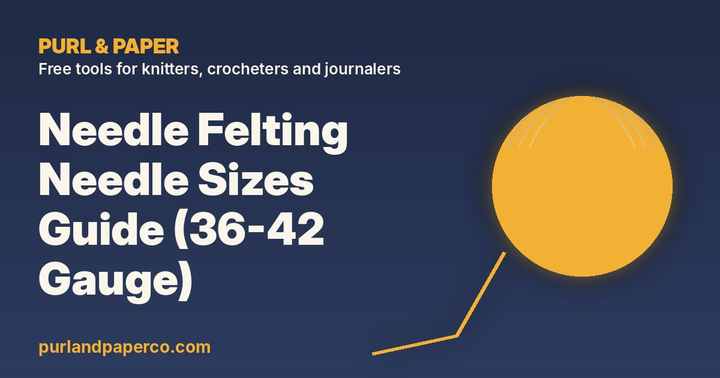 PURL & PAPER
Free tools for knitters, crocheters and journalers
Needle Felting
Needle Sizes
Guide (36-42
Gauge)
purlandpaperco.com